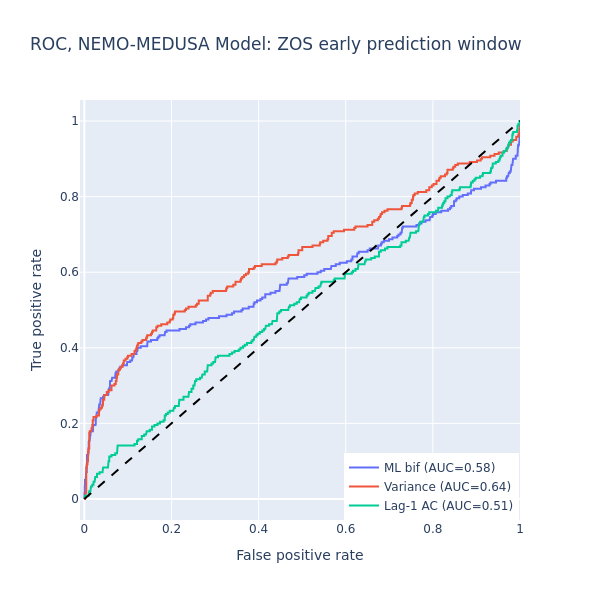 ROC, NEMO-MEDUSA Model: ZOS early prediction window
True positive rate
1
0.8
0.6
0.4
0.2
0
ML bif (AUC=0.58)
Variance (AUC=0.64)
Lag-1 AC (AUC=0.51)
0 0.2 0.4 0.6 0.8 1
False positive rate